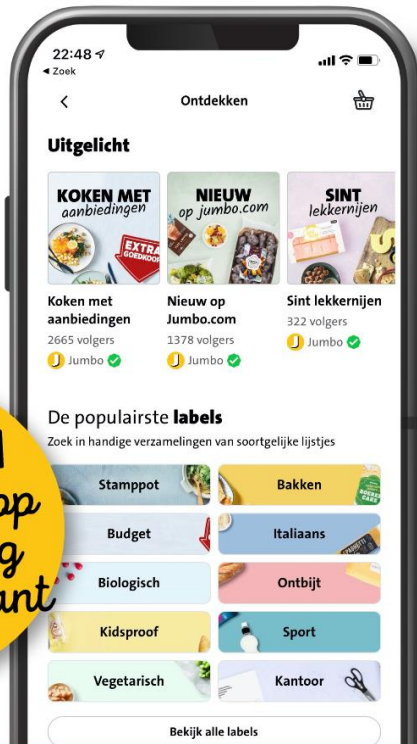 22:48
Zoek
Ontdekken
Uitgelicht
KOKEN MET
aanbiedingen
EXTRA
GOEDKOOP
NIEUW
op jumbo.com
SINT
lekkernijen
Koken met
aanbiedingen
2665 volgers
J Jumbo
Nieuw op
Jumbo.com
1378 volgers
J Jumbo
Sint lekkernijen
322 volgers
J Jumbo
De populairste labels
Zoek in handige verzamelingen van soortgelijke lijstjes
Stamppot
Bakken
Budget
Italiaans
SPAGHETTI
Biologisch
Ontbijt
Kidsproof
Sport
Vegetarisch
Kantoor
Bekijk alle labels